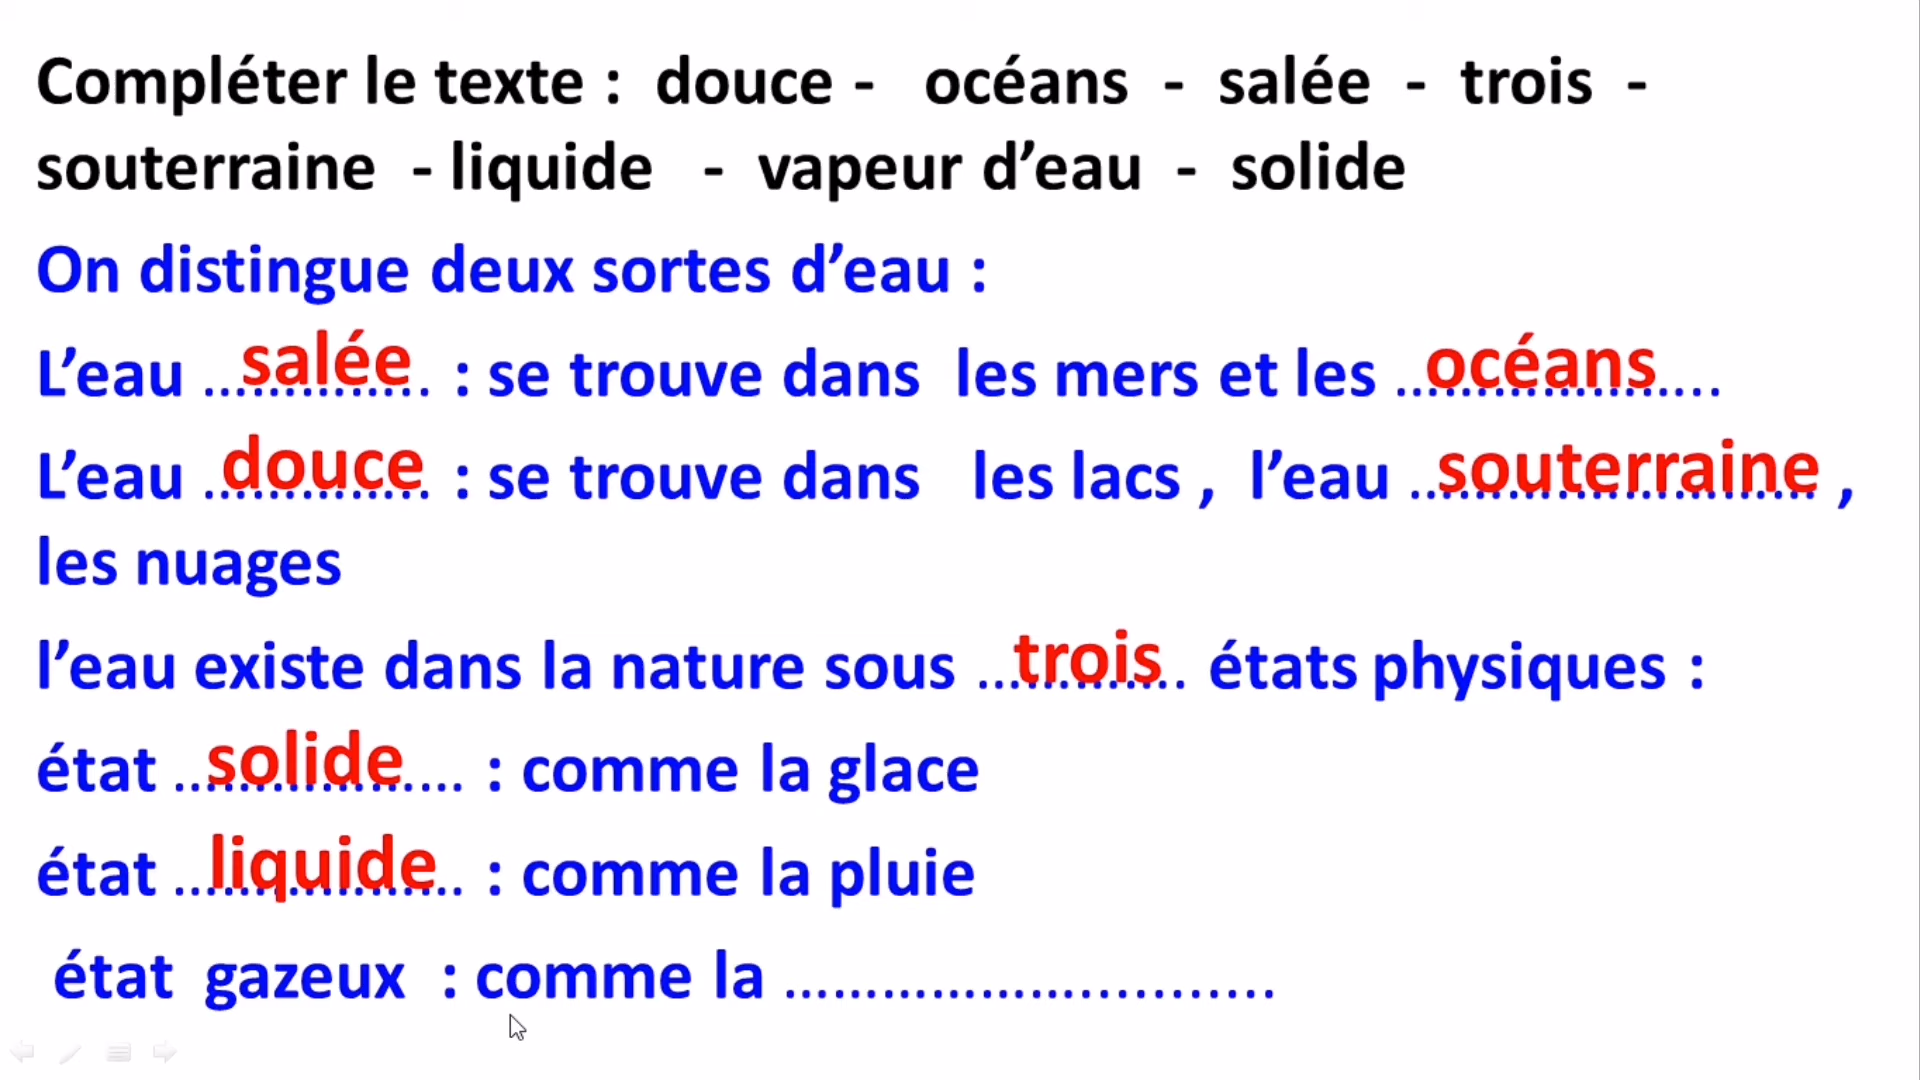 Compléter le texte : douce - océans - salée - trois -
souterraine - liquide - vapeur d’eau - solide
On distingue deux sortes d’eau :
L’eau ...salée... : se trouve dans les mers et les ...océans...
L’eau ...douce... : se trouve dans les lacs , l’eau ...souterraine... ,
les nuages
l’eau existe dans la nature sous ...trois... états physiques :
état ...solide... : comme la glace
état ...liquide... : comme la pluie
état gazeux : comme la ..............................